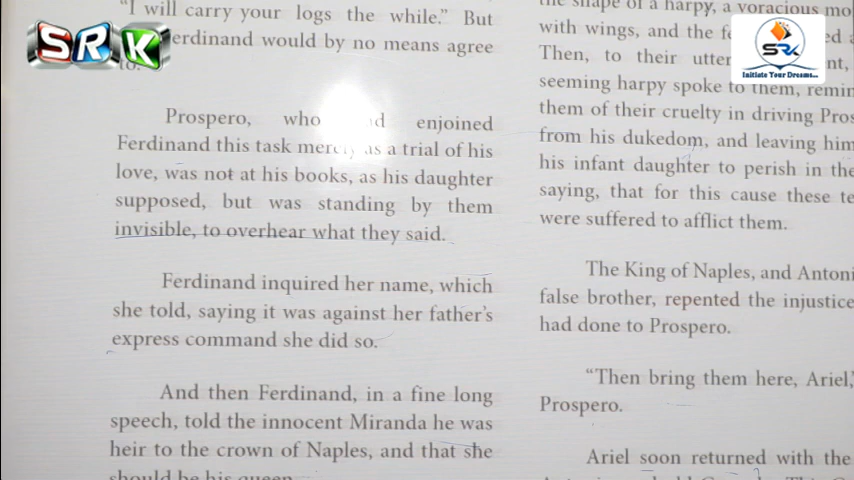 "I will carry your logs the while." But
erdinand would by no means agree
to.
Prospero, who enjoined
Ferdinand this task merely as a trial of his
love, was not at his books, as his daughter
supposed, but was standing by them
invisible, to overhear what they said.
Ferdinand inquired her name, which
she told, saying it was against her father's
express command she did so.
And then Ferdinand, in a fine long
speech, told the innocent Miranda he was
heir to the crown of Naples, and that she
should be his queen.
the shape of a harpy, a voracious mo
with wings, and the
Then, to their utter
seeming harpy spoke to them, remin
them of their cruelty in driving Pros
from his dukedom, and leaving him
his infant daughter to perish in the
saying, that for this cause these te
were suffered to afflict them.
The King of Naples, and Antoni
false brother, repented the injustice
had done to Prospero.
"Then bring them here, Ariel,"
Prospero.
Ariel soon returned with the
SRK
SRK
Initiate Your Dreams...